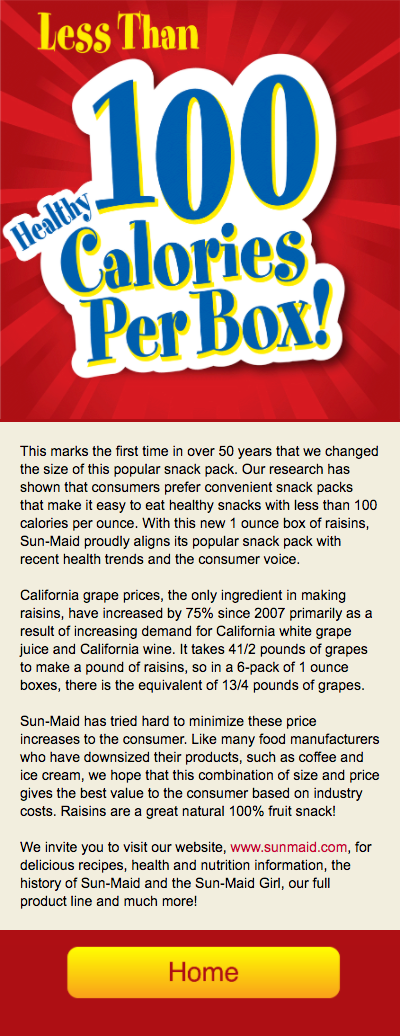 Less Than
100
Healthy
Calories
Per Box!
This marks the first time in over 50 years that we changed
the size of this popular snack pack. Our research has
shown that consumers prefer convenient snack packs
that make it easy to eat healthy snacks with less than 100
calories per ounce. With this new 1 ounce box of raisins,
Sun-Maid proudly aligns its popular snack pack with
recent health trends and the consumer voice.
California grape prices, the only ingredient in making
raisins, have increased by 75% since 2007 primarily as a
result of increasing demand for California white grape
juice and California wine. It takes 41/2 pounds of grapes
to make a pound of raisins, so in a 6-pack of 1 ounce
boxes, there is the equivalent of 13/4 pounds of grapes.
Sun-Maid has tried hard to minimize these price
increases to the consumer. Like many food manufacturers
who have downsized their products, such as coffee and
ice cream, we hope that this combination of size and price
gives the best value to the consumer based on industry
costs. Raisins are a great natural 100% fruit snack!
We invite you to visit our website, www.sunmaid.com, for
delicious recipes, health and nutrition information, the
history of Sun-Maid and the Sun-Maid Girl, our full
product line and much more!
Home